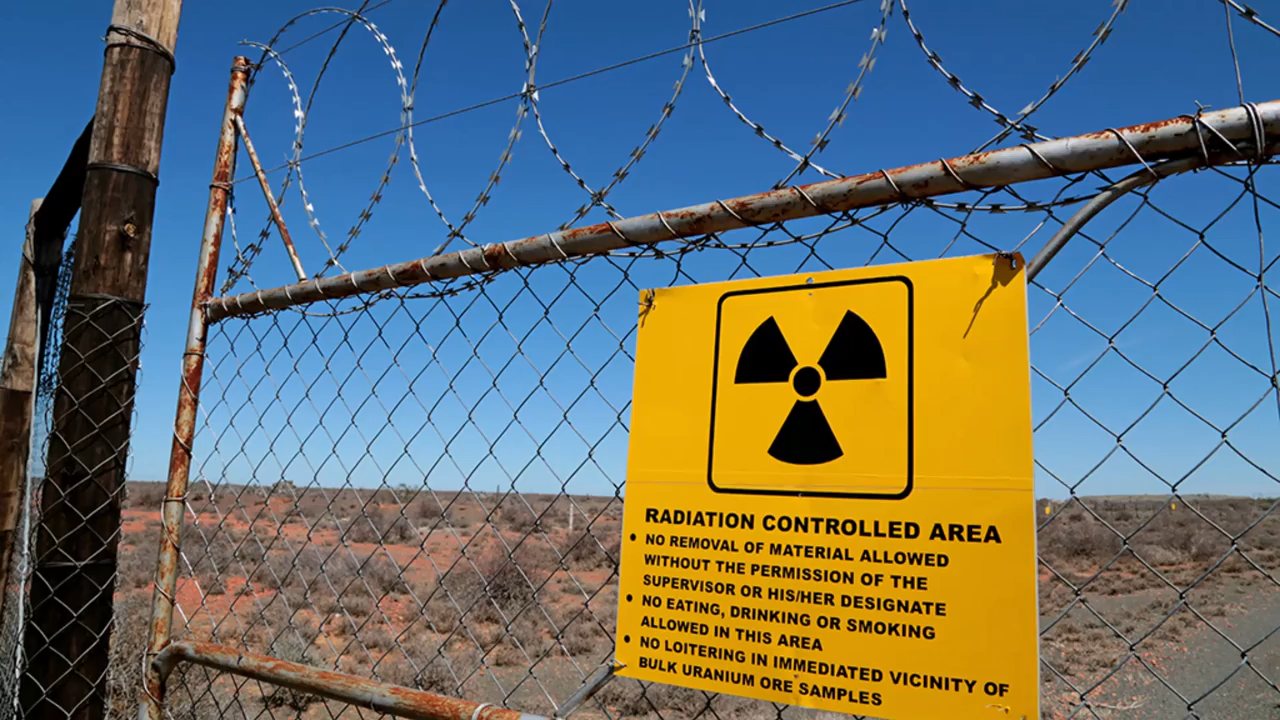 RADIATION CONTROLLED AREA
• NO REMOVAL OF MATERIAL ALLOWED
WITHOUT THE PERMISSION OF THE
SUPERVISOR OR HIS/HER DESIGNATE
• NO EATING, DRINKING OR SMOKING
ALLOWED IN THIS AREA
• NO LOITERING IN IMMEDIATED VICINITY OF
BULK URANIUM ORE SAMPLES